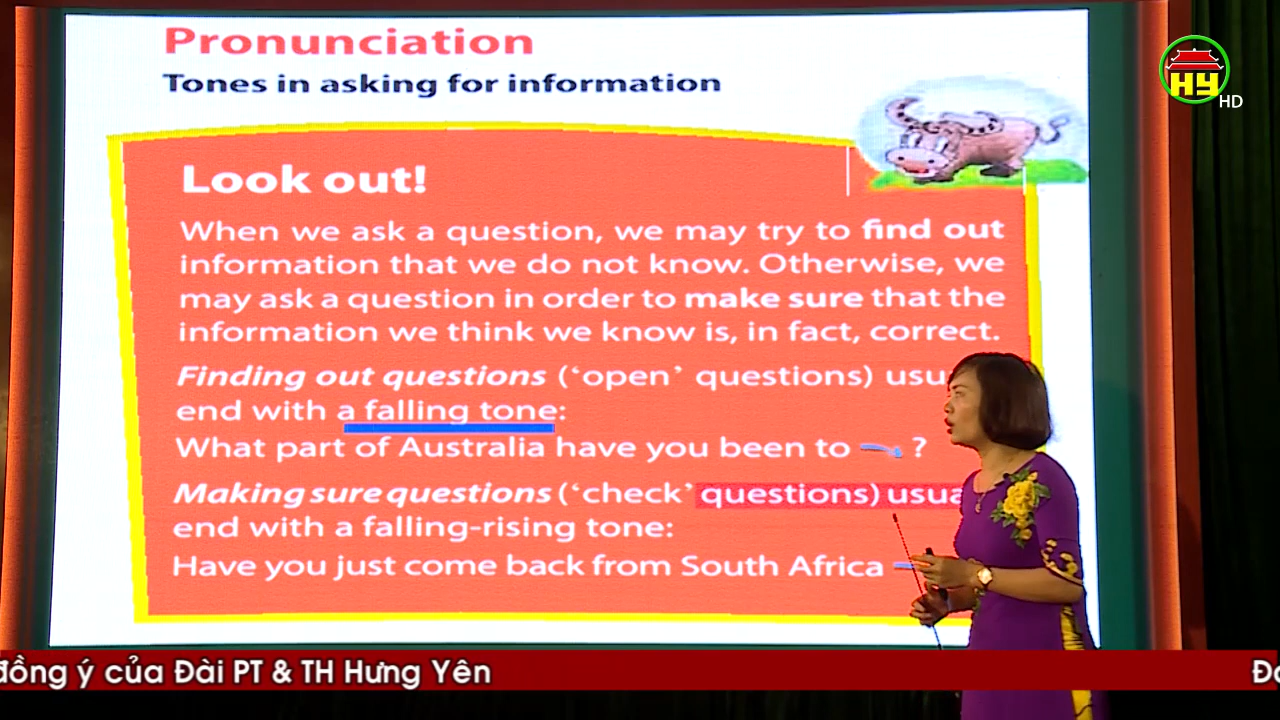 Pronunciation
Tones in asking for information
Look out!
When we ask a question, we may try to find out
information that we do not know. Otherwise, we
may ask a question in order to make sure that the
information we think we know is, in fact, correct.
Finding out questions (‘open’ questions) usu
end with a falling tone:
What part of Australia have you been to ?
Making sure questions (‘check’ questions) usua
end with a falling-rising tone:
Have you just come back from South Africa
HY
HD
đồng ý của Đài PT & TH Hưng Yên